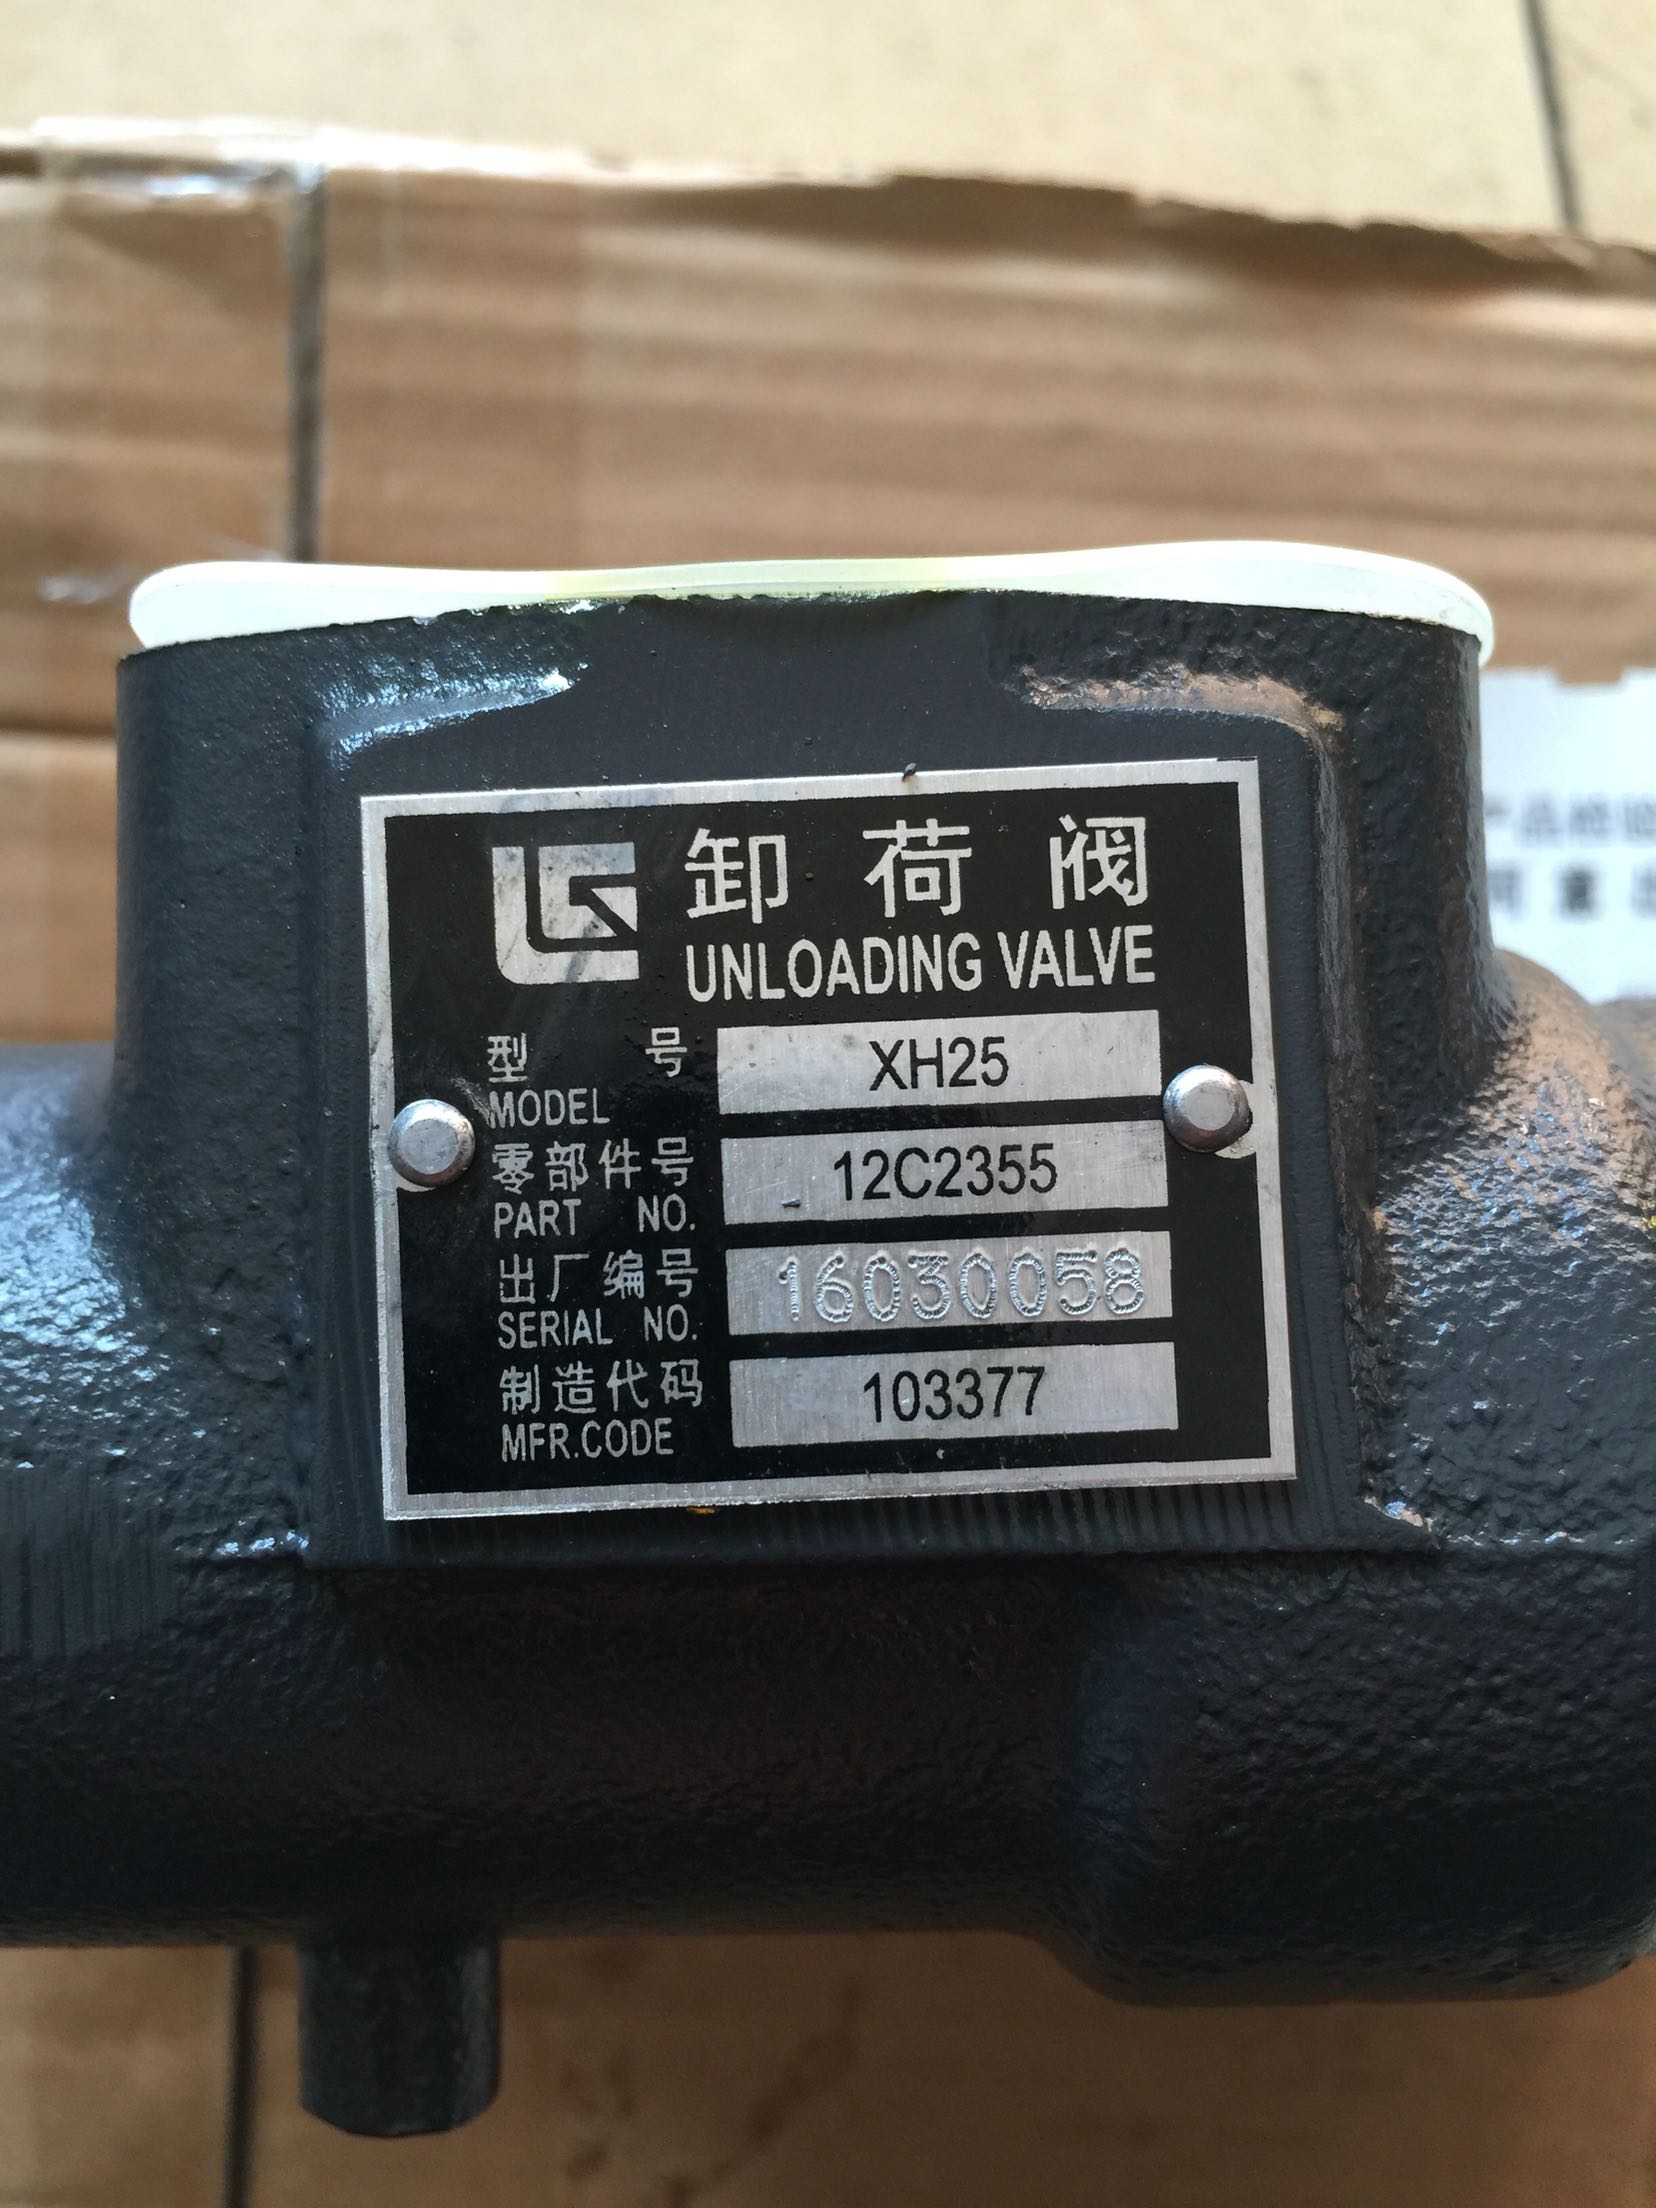 LG 卸荷阀
UNLOADING VALVE
型 号 XH25
MODEL
零部件号 12C2355
PART NO.
出厂编号 16030058
SERIAL NO.
制造代码 103377
MFR.CODE